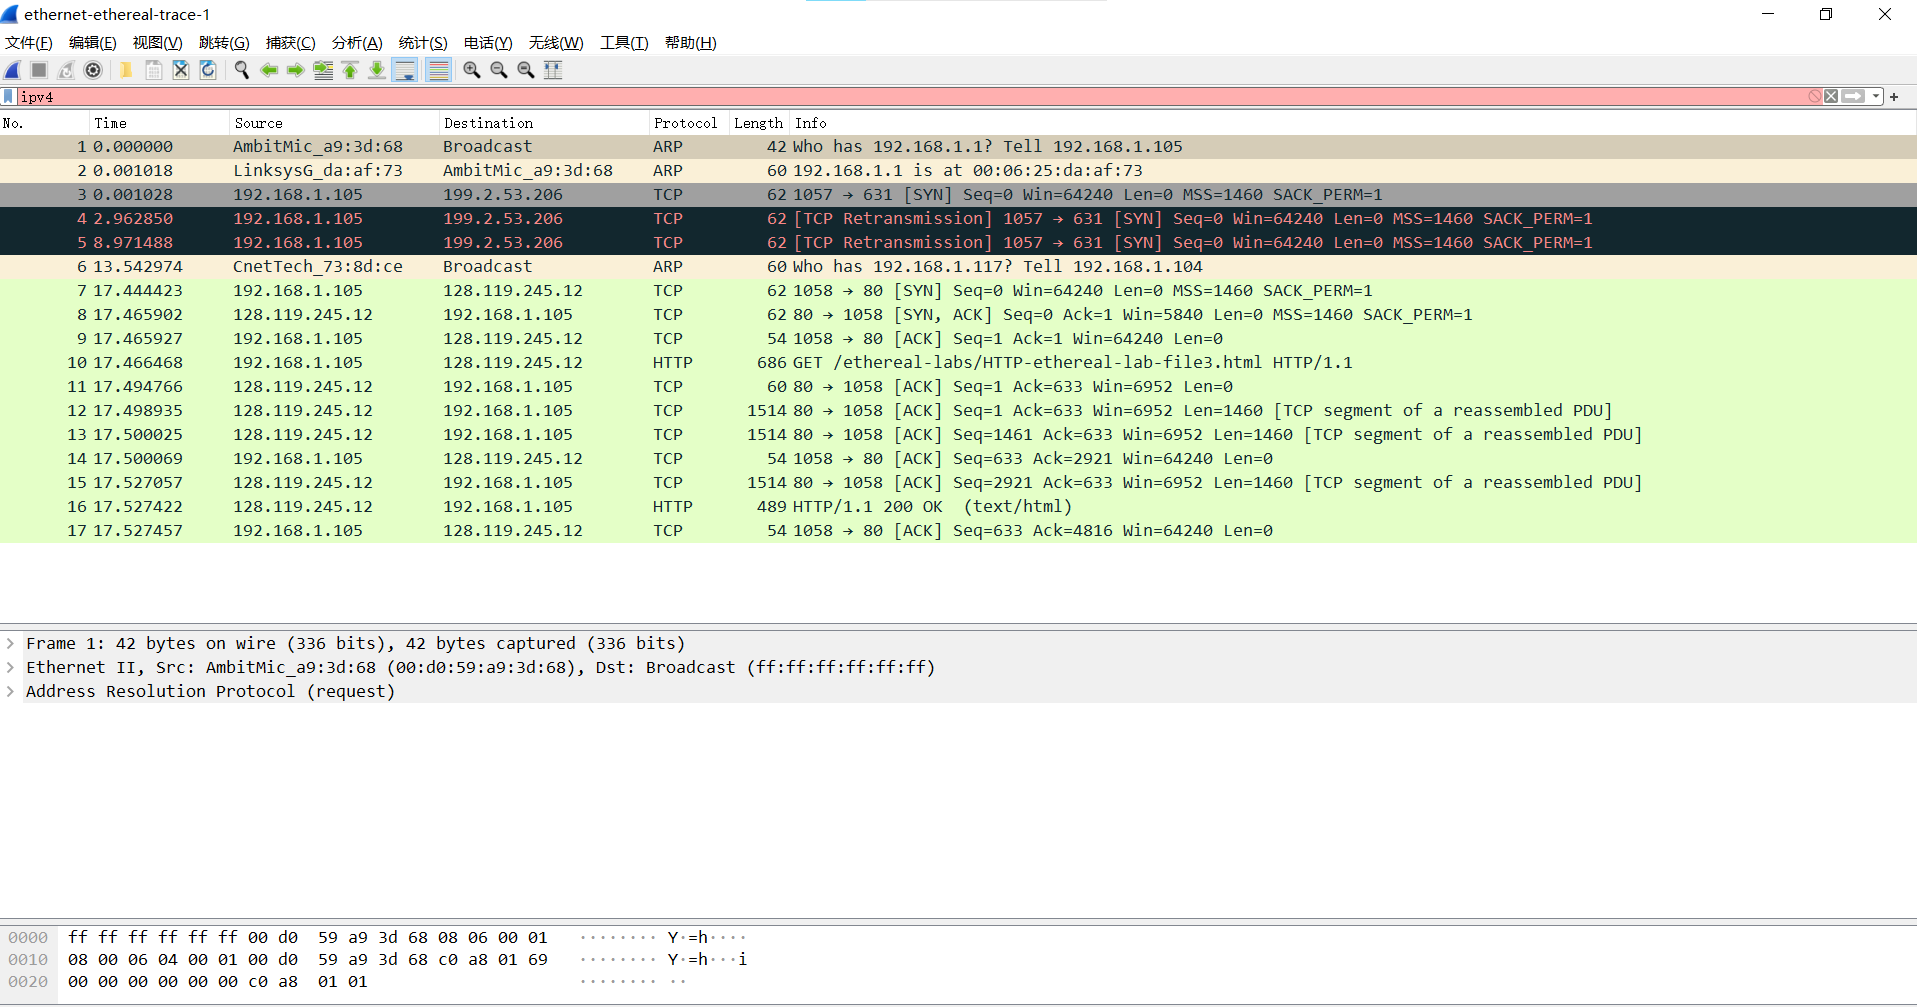 ethernet-ethereal-trace-1
文件(F) 编辑(E) 视图(V) 跳转(G) 捕获(C) 分析(A) 统计(S) 电话(Y) 无线(W) 工具(T) 帮助(H)
ipv4
No. Time Source Destination Protocol Length Info
1 0.000000 AmbitMic_a9:3d:68 Broadcast ARP 42 Who has 192.168.1.1? Tell 192.168.1.105
2 0.001018 LinksysG_da:af:73 AmbitMic_a9:3d:68 ARP 60 192.168.1.1 is at 00:06:25:da:af:73
3 0.001028 192.168.1.105 199.2.53.206 TCP 62 1057 → 631 [SYN] Seq=0 Win=64240 Len=0 MSS=1460 SACK_PERM=1
4 2.962850 192.168.1.105 199.2.53.206 TCP 62 [TCP Retransmission] 1057 → 631 [SYN] Seq=0 Win=64240 Len=0 MSS=1460 SACK_PERM=1
5 8.971488 192.168.1.105 199.2.53.206 TCP 62 [TCP Retransmission] 1057 → 631 [SYN] Seq=0 Win=64240 Len=0 MSS=1460 SACK_PERM=1
6 13.542974 CnetTech_73:8d:ce Broadcast ARP 60 Who has 192.168.1.117? Tell 192.168.1.104
7 17.444423 192.168.1.105 128.119.245.12 TCP 62 1058 → 80 [SYN] Seq=0 Win=64240 Len=0 MSS=1460 SACK_PERM=1
8 17.465902 128.119.245.12 192.168.1.105 TCP 62 80 → 1058 [SYN, ACK] Seq=0 Ack=1 Win=5840 Len=0 MSS=1460 SACK_PERM=1
9 17.465927 192.168.1.105 128.119.245.12 TCP 54 1058 → 80 [ACK] Seq=1 Ack=1 Win=64240 Len=0
10 17.466468 192.168.1.105 128.119.245.12 HTTP 686 GET /ethereal-labs/HTTP-ethereal-lab-file3.html HTTP/1.1
11 17.494766 128.119.245.12 192.168.1.105 TCP 60 80 → 1058 [ACK] Seq=1 Ack=633 Win=6952 Len=0
12 17.498935 128.119.245.12 192.168.1.105 TCP 1514 80 → 1058 [ACK] Seq=1 Ack=633 Win=6952 Len=1460 [TCP segment of a reassembled PDU]
13 17.500025 128.119.245.12 192.168.1.105 TCP 1514 80 → 1058 [ACK] Seq=1461 Ack=633 Win=6952 Len=1460 [TCP segment of a reassembled PDU]
14 17.500069 192.168.1.105 128.119.245.12 TCP 54 1058 → 80 [ACK] Seq=633 Ack=2921 Win=64240 Len=0
15 17.527057 128.119.245.12 192.168.1.105 TCP 1514 80 → 1058 [ACK] Seq=2921 Ack=633 Win=6952 Len=1460 [TCP segment of a reassembled PDU]
16 17.527422 128.119.245.12 192.168.1.105 HTTP 489 HTTP/1.1 200 OK  (text/html)
17 17.527457 192.168.1.105 128.119.245.12 TCP 54 1058 → 80 [ACK] Seq=633 Ack=4816 Win=64240 Len=0
Frame 1: 42 bytes on wire (336 bits), 42 bytes captured (336 bits)
Ethernet II, Src: AmbitMic_a9:3d:68 (00:d0:59:a9:3d:68), Dst: Broadcast (ff:ff:ff:ff:ff:ff)
Address Resolution Protocol (request)
0000 ff ff ff ff ff ff 00 d0 59 a9 3d 68 08 06 00 01 ········ Y·=h····
0010 08 00 06 04 00 01 00 d0 59 a9 3d 68 c0 a8 01 69 ········ Y·=h···i
0020 00 00 00 00 00 00 c0 a8 01 01 ········ ··